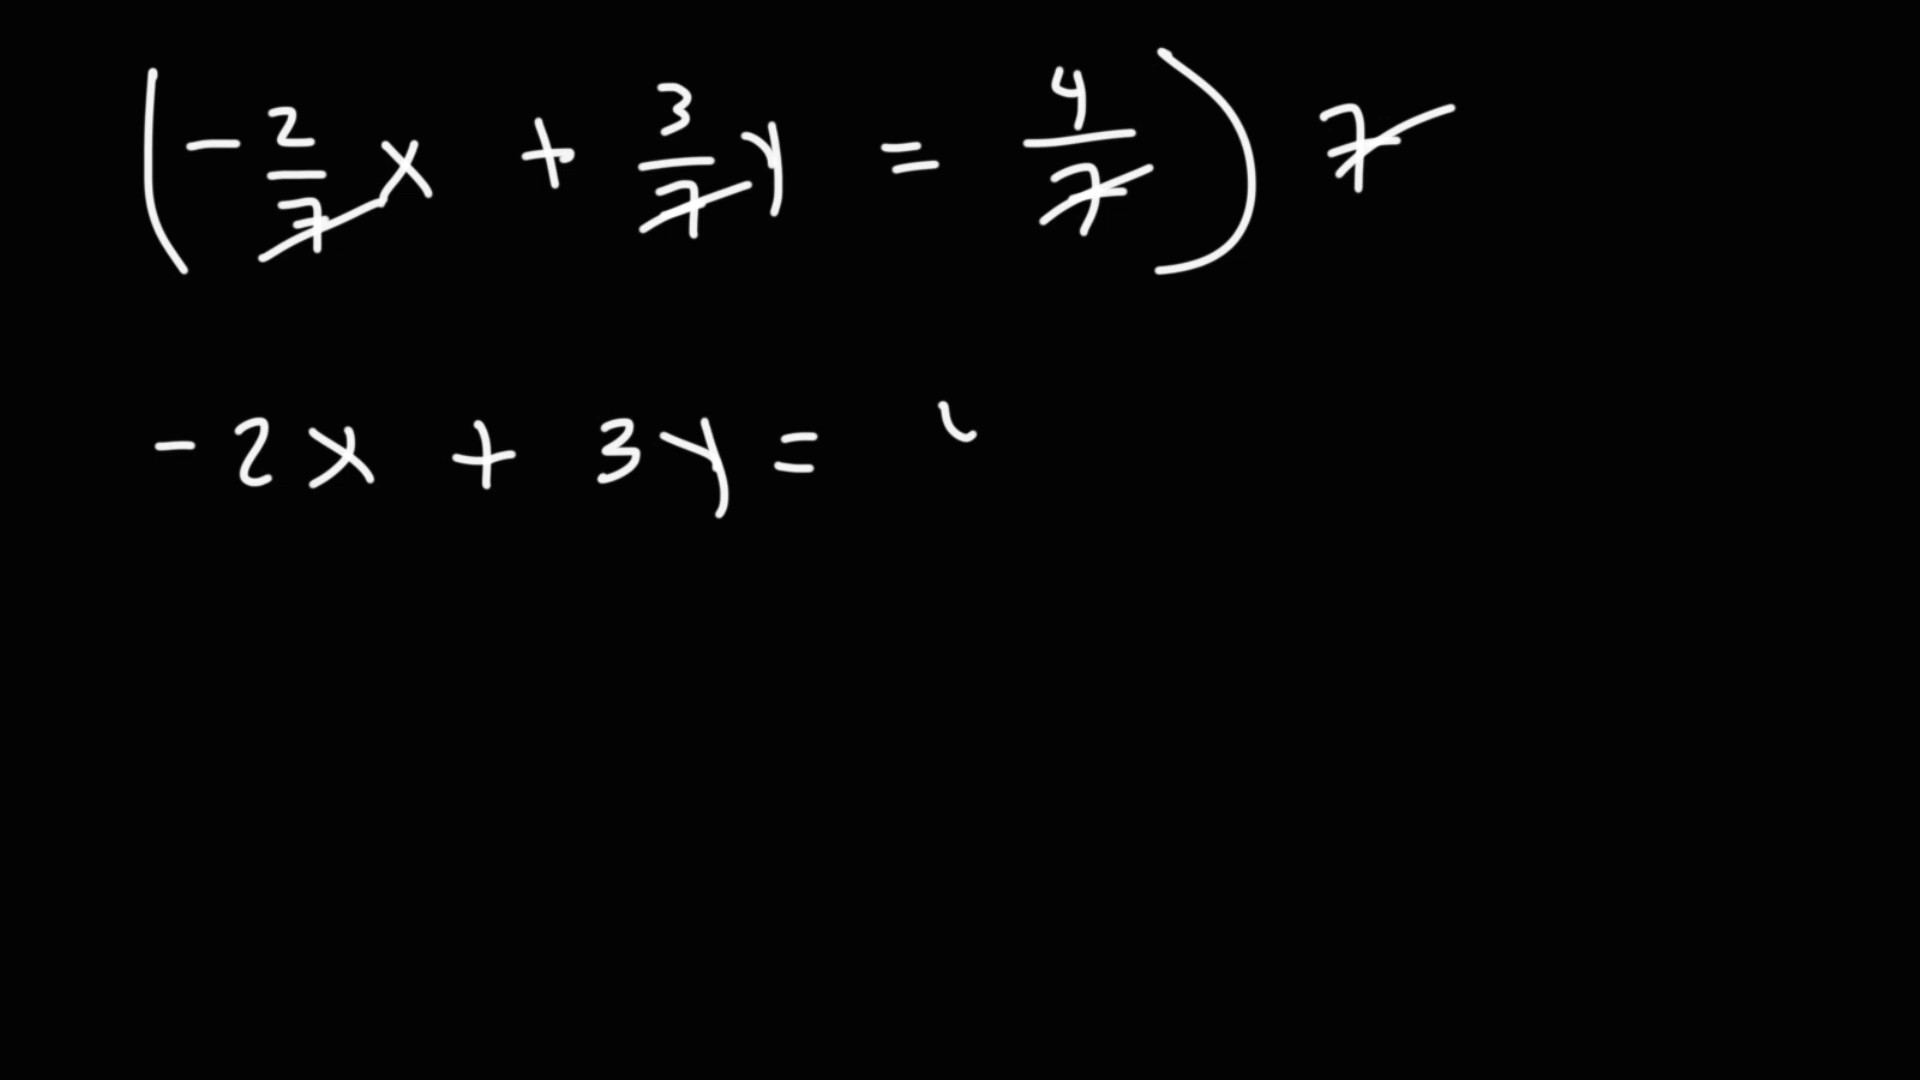 (-2/7x + 3/7y = 4/7) 7
-2x + 3y =